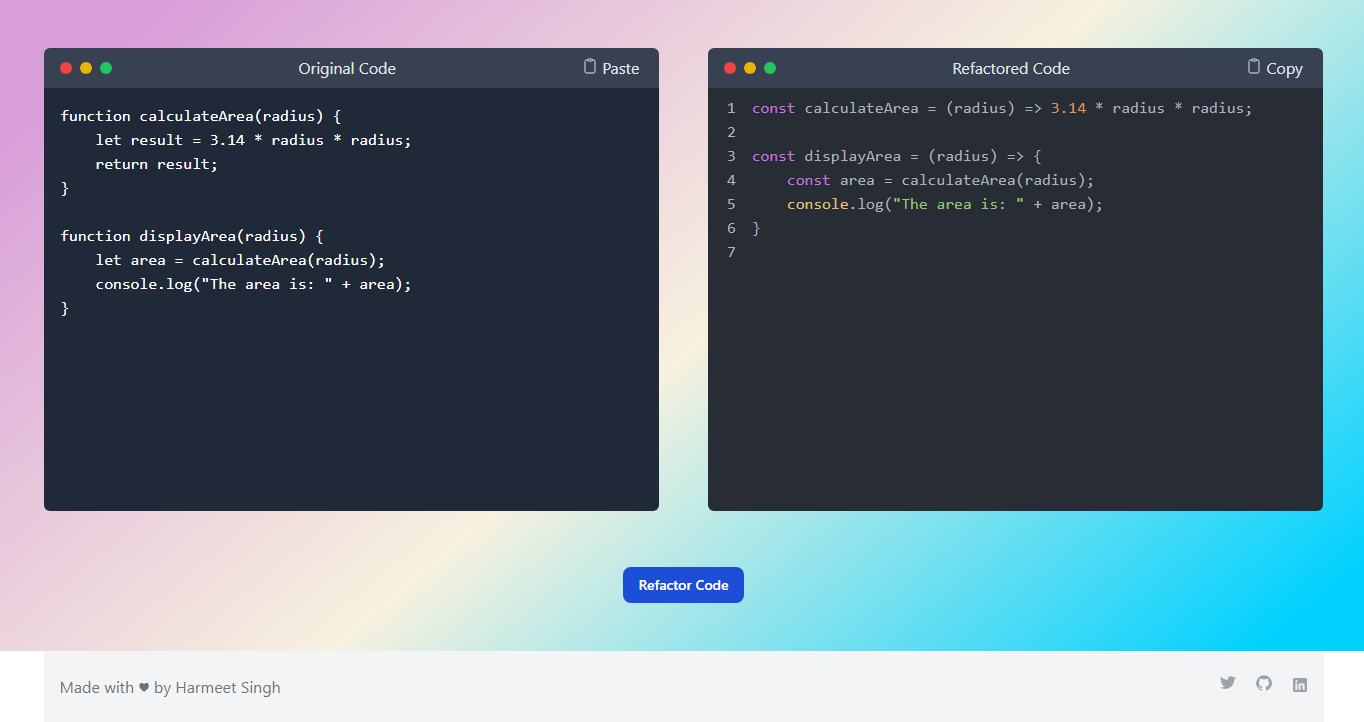 Original Code
Paste
function calculateArea(radius) {
    let result = 3.14 * radius * radius;
    return result;
}
function displayArea(radius) {
    let area = calculateArea(radius);
    console.log("The area is: " + area);
}
Refactored Code
Copy
1 const calculateArea = (radius) => 3.14 * radius * radius;
2
3 const displayArea = (radius) => {
4     const area = calculateArea(radius);
5     console.log("The area is: " + area);
6 }
7
Refactor Code
Made with ♥ by Harmeet Singh